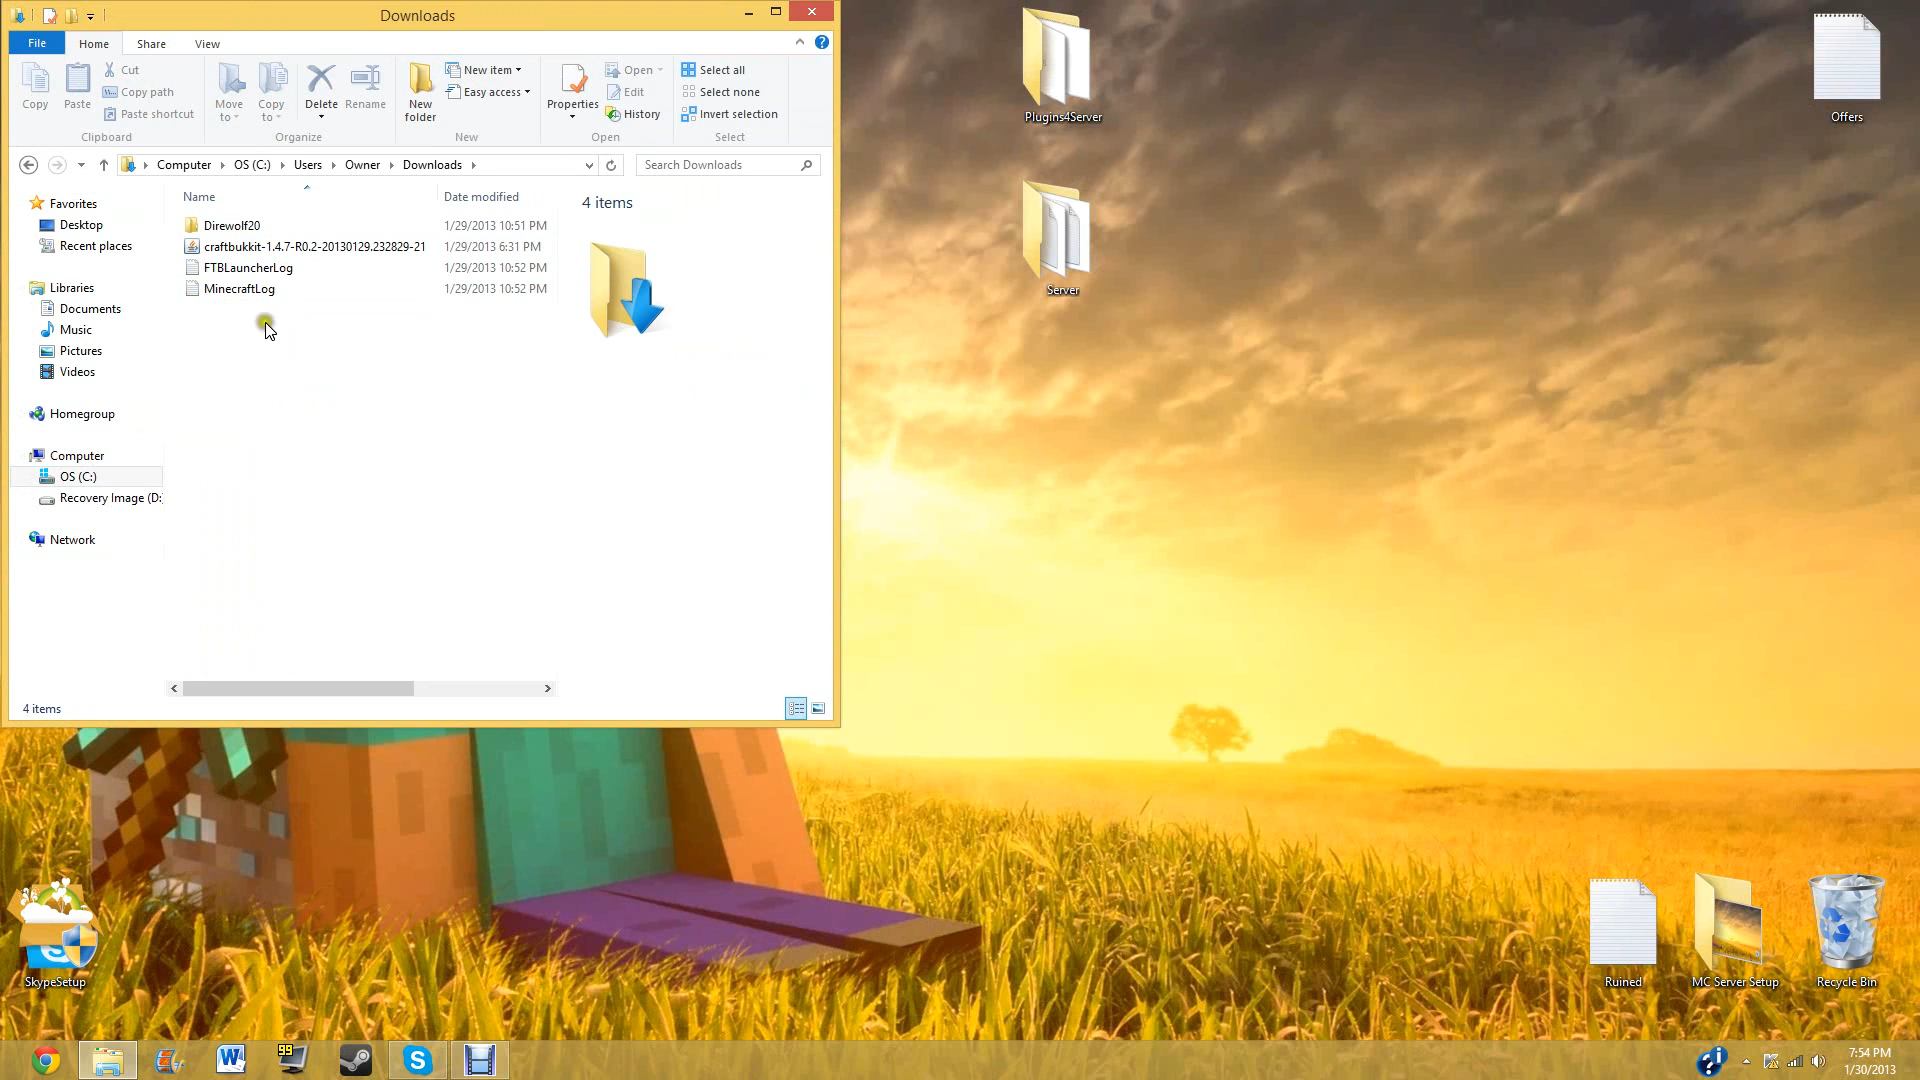 Downloads
File
Home
Share
View
Copy
Paste
Cut
Copy path
Paste shortcut
Clipboard
Move to
Copy to
Delete
Rename
Organize
New folder
New item
Easy access
New
Properties
Open
Edit
History
Open
Select all
Select none
Invert selection
Select
Computer
OS (C:)
Users
Owner
Downloads
Search Downloads
Favorites
Desktop
Recent places
Libraries
Documents
Music
Pictures
Videos
Homegroup
Computer
OS (C:)
Recovery Image (D:
Network
Name
Date modified
Direwolf20
1/29/2013 10:51 PM
craftbukkit-1.4.7-R0.2-20130129.232829-21
1/29/2013 6:31 PM
FTBLauncherLog
1/29/2013 10:52 PM
MinecraftLog
1/29/2013 10:52 PM
4 items
4 items
Plugins4Server
Server
Offers
SkypeSetup
Ruined
MC Server Setup
Recycle Bin
99
7:54 PM
1/30/2013